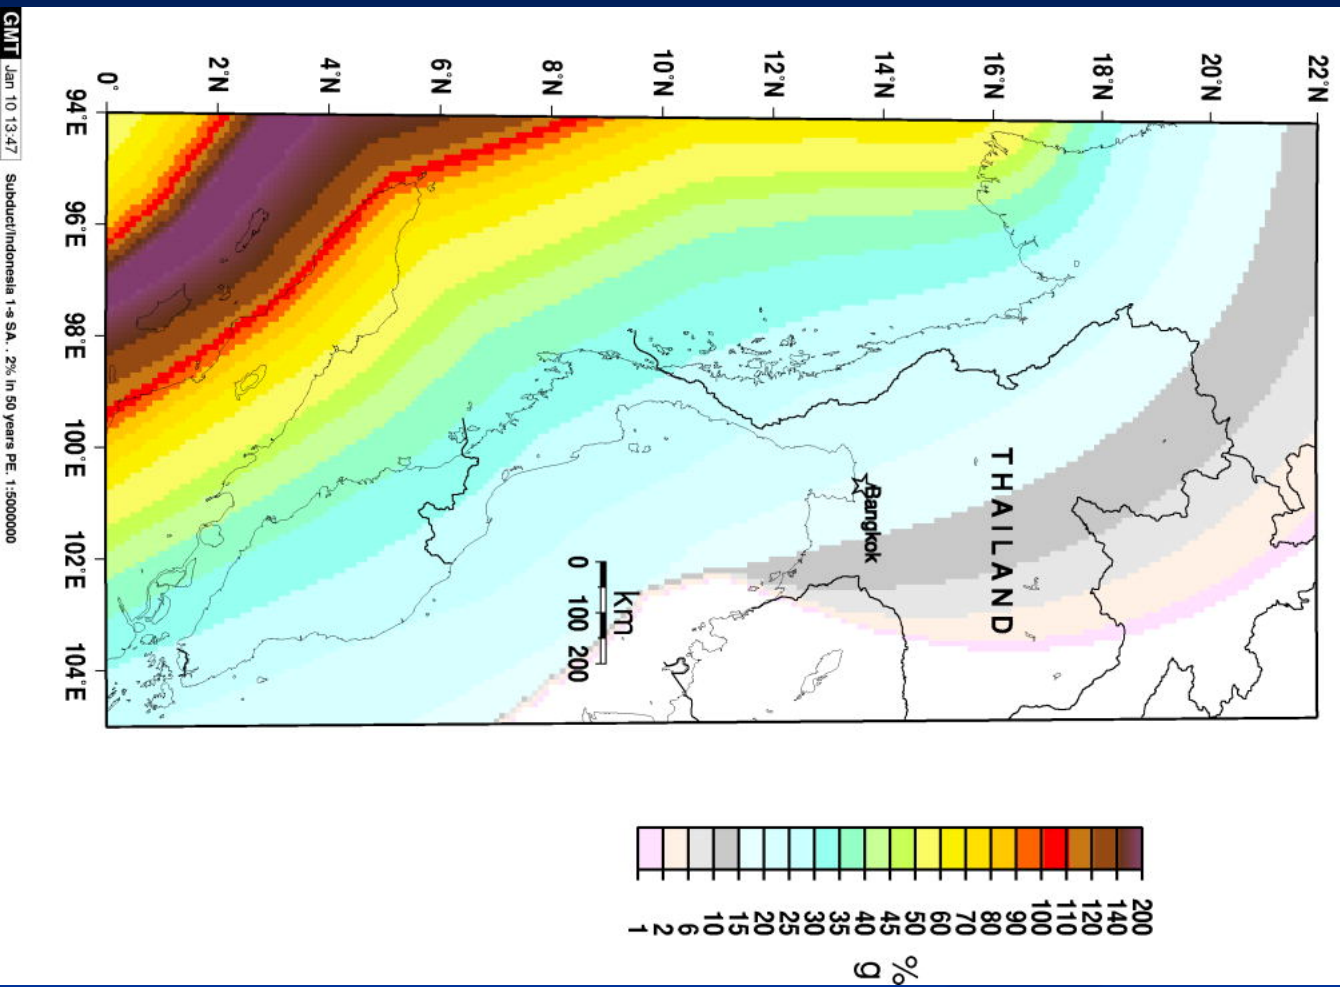 GMT Jan 10 13:47 Subduct/Indonesia 1-s SA. . 2% in 50 years PE. 1:5000000
0° 2°N 4°N 6°N 8°N 10°N 12°N 14°N 16°N 18°N 20°N 22°N
94°E
96°E
98°E
100°E
102°E
104°E
THAILAND
Bangkok
km
0 100 200
1 2 6 10 15 20 25 30 35 40 45 50 60 70 80 90 100 110 120 140 200
% g